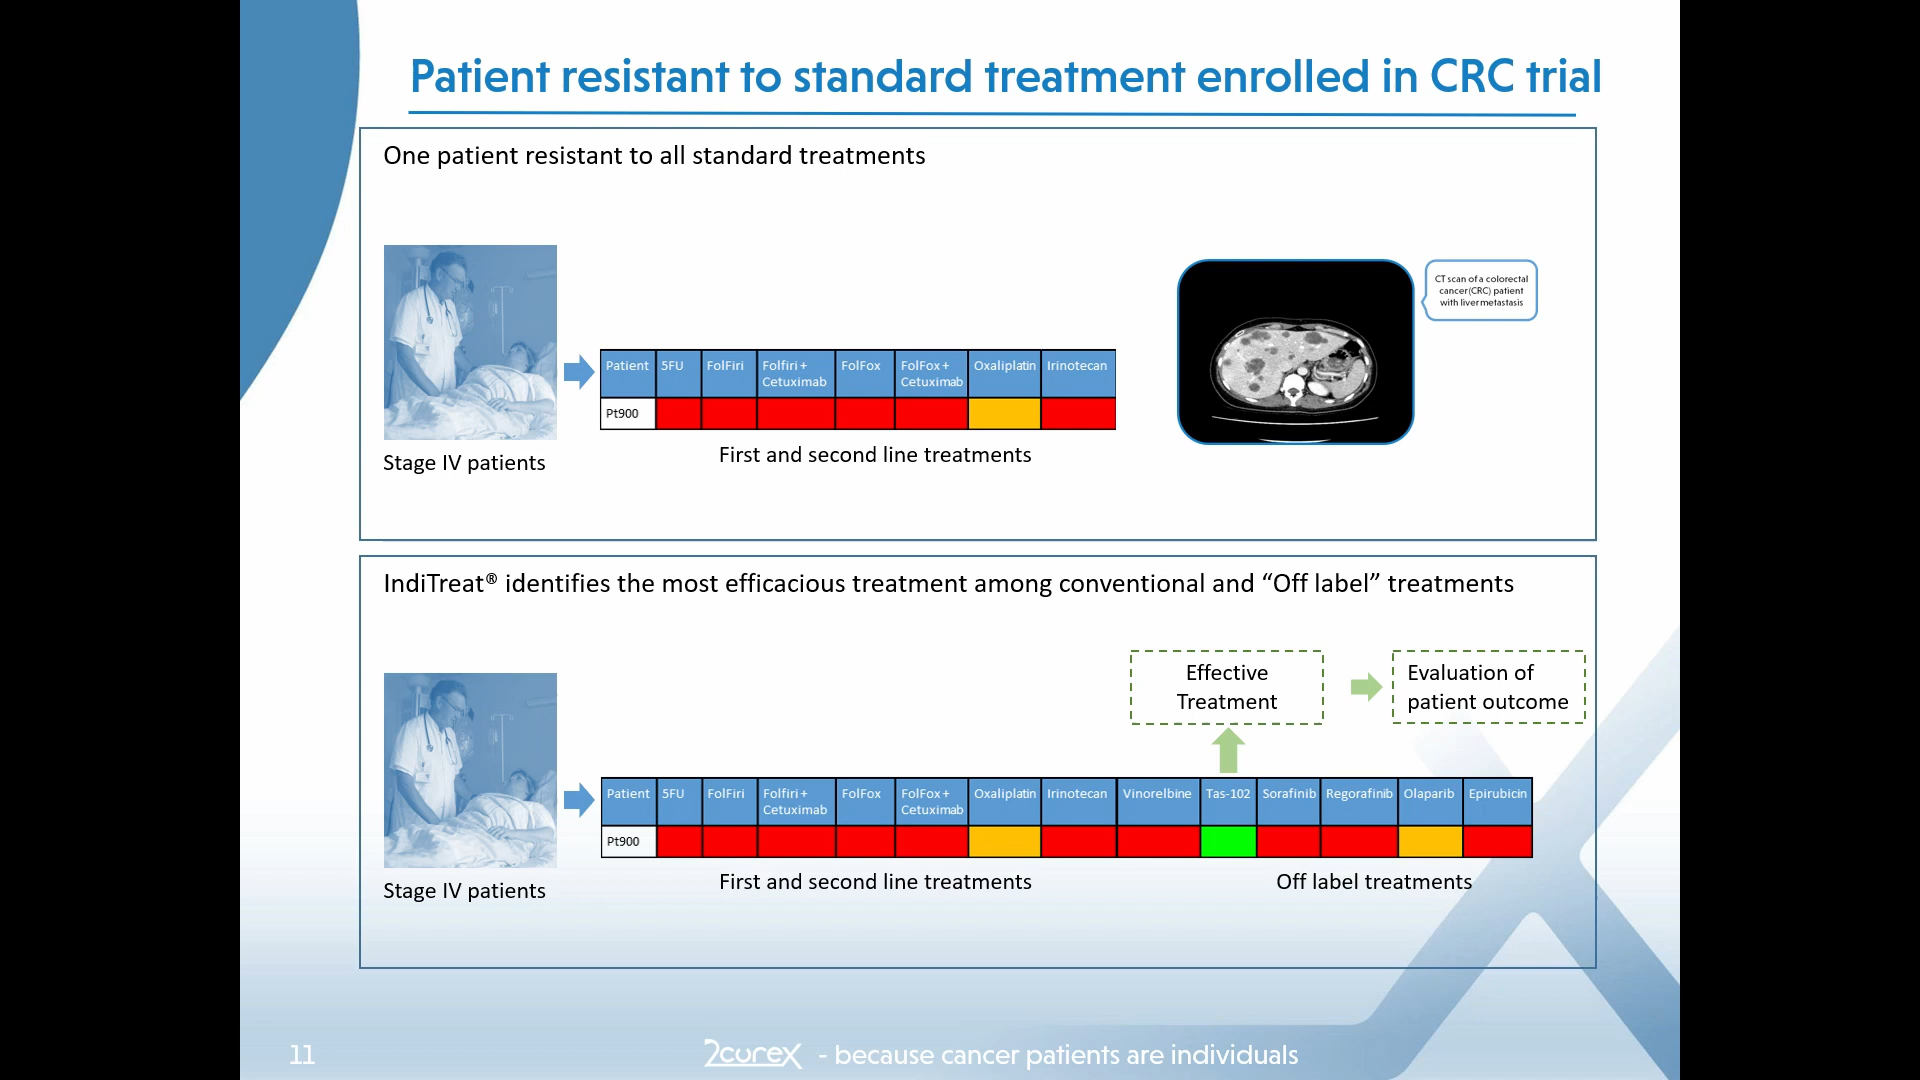 Patient resistant to standard treatment enrolled in CRC trial
One patient resistant to all standard treatments
CT scan of a colorectal
cancer(CRC) patient
with liver metastasis
Patient 5FU FolFiri Folfiri + Cetuximab FolFox FolFox + Cetuximab Oxaliplatin Irinotecan
Pt900
Stage IV patients
First and second line treatments
IndiTreat® identifies the most efficacious treatment among conventional and “Off label” treatments
Effective
Treatment
Evaluation of
patient outcome
Patient 5FU FolFiri Folfiri + Cetuximab FolFox FolFox + Cetuximab Oxaliplatin Irinotecan Vinorelbine Tas-102 Sorafinib Regorafinib Olaparib Epirubicin
Pt900
Stage IV patients
First and second line treatments
Off label treatments
11
2cureX - because cancer patients are individuals